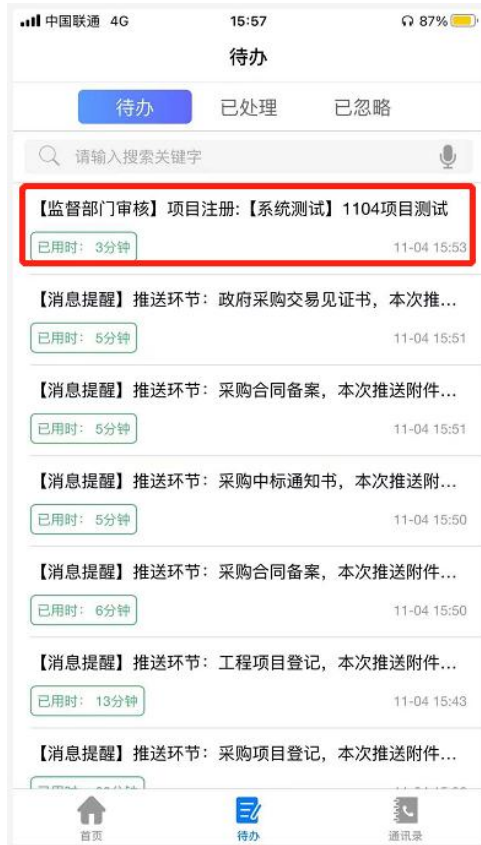 中国联通 4G 15:57 87%
待办
待办 已处理 已忽略
请输入搜索关键字
【监督部门审核】项目注册:【系统测试】1104项目测试
已用时: 3分钟 11-04 15:53
【消息提醒】推送环节：政府采购交易见证书，本次推...
已用时: 5分钟 11-04 15:51
【消息提醒】推送环节：采购合同备案，本次推送附件...
已用时: 5分钟 11-04 15:51
【消息提醒】推送环节：采购中标通知书，本次推送附...
已用时: 5分钟 11-04 15:50
【消息提醒】推送环节：采购合同备案，本次推送附件...
已用时: 6分钟 11-04 15:50
【消息提醒】推送环节：工程项目登记，本次推送附件...
已用时: 13分钟 11-04 15:43
【消息提醒】推送环节：采购项目登记，本次推送附件...
首页 待办 通讯录